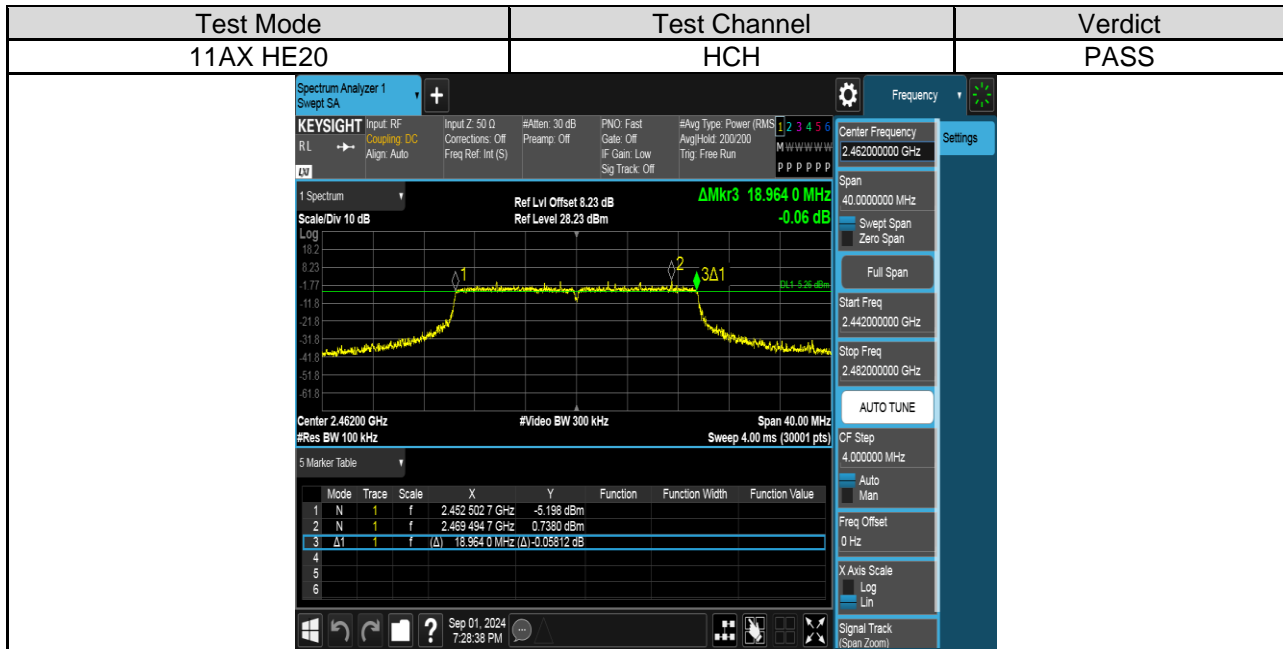 Test Mode Test Channel Verdict
11AX HE20 HCH PASS
Spectrum Analyzer 1
Swept SA
+
Frequency
KEYSIGHT Input: RF Input Z: 50 Ω #Atten: 30 dB PNO: Fast #Avg Type: Power (RMS 1 2 3 4 5 6
RL Coupling: DC Corrections: Off Preamp: Off Gate: Off Avg|Hold: 200/200 M W W W W W
Align: Auto Freq Ref: Int (S) IF Gain: Low Trig: Free Run
LXI Sig Track: Off P P P P P P
1 Spectrum Ref Lvl Offset 8.23 dB ΔMkr3 18.964 0 MHz
Scale/Div 10 dB Ref Level 28.23 dBm -0.06 dB
Log
18.2
8.23
-1.77
-11.8
-21.8
-31.8
-41.8
-51.8
-61.8
1
2
3Δ1
DL1 -5.26 dBm
Center 2.46200 GHz #Video BW 300 kHz Span 40.00 MHz
#Res BW 100 kHz Sweep 4.00 ms (30001 pts)
5 Marker Table
Mode Trace Scale X Y Function Function Width Function Value
1 N 1 f 2.452 502 7 GHz -5.198 dBm
2 N 1 f 2.469 494 7 GHz 0.7380 dBm
3 Δ1 1 f (Δ) 18.964 0 MHz (Δ) -0.05812 dB
4
5
6
?
Sep 01, 2024
7:28:38 PM
Settings
Center Frequency
2.462000000 GHz
Span
40.0000000 MHz
Swept Span
Zero Span
Full Span
Start Freq
2.442000000 GHz
Stop Freq
2.482000000 GHz
AUTO TUNE
CF Step
4.000000 MHz
Auto
Man
Freq Offset
0 Hz
X Axis Scale
Log
Lin
Signal Track
(Span Zoom)